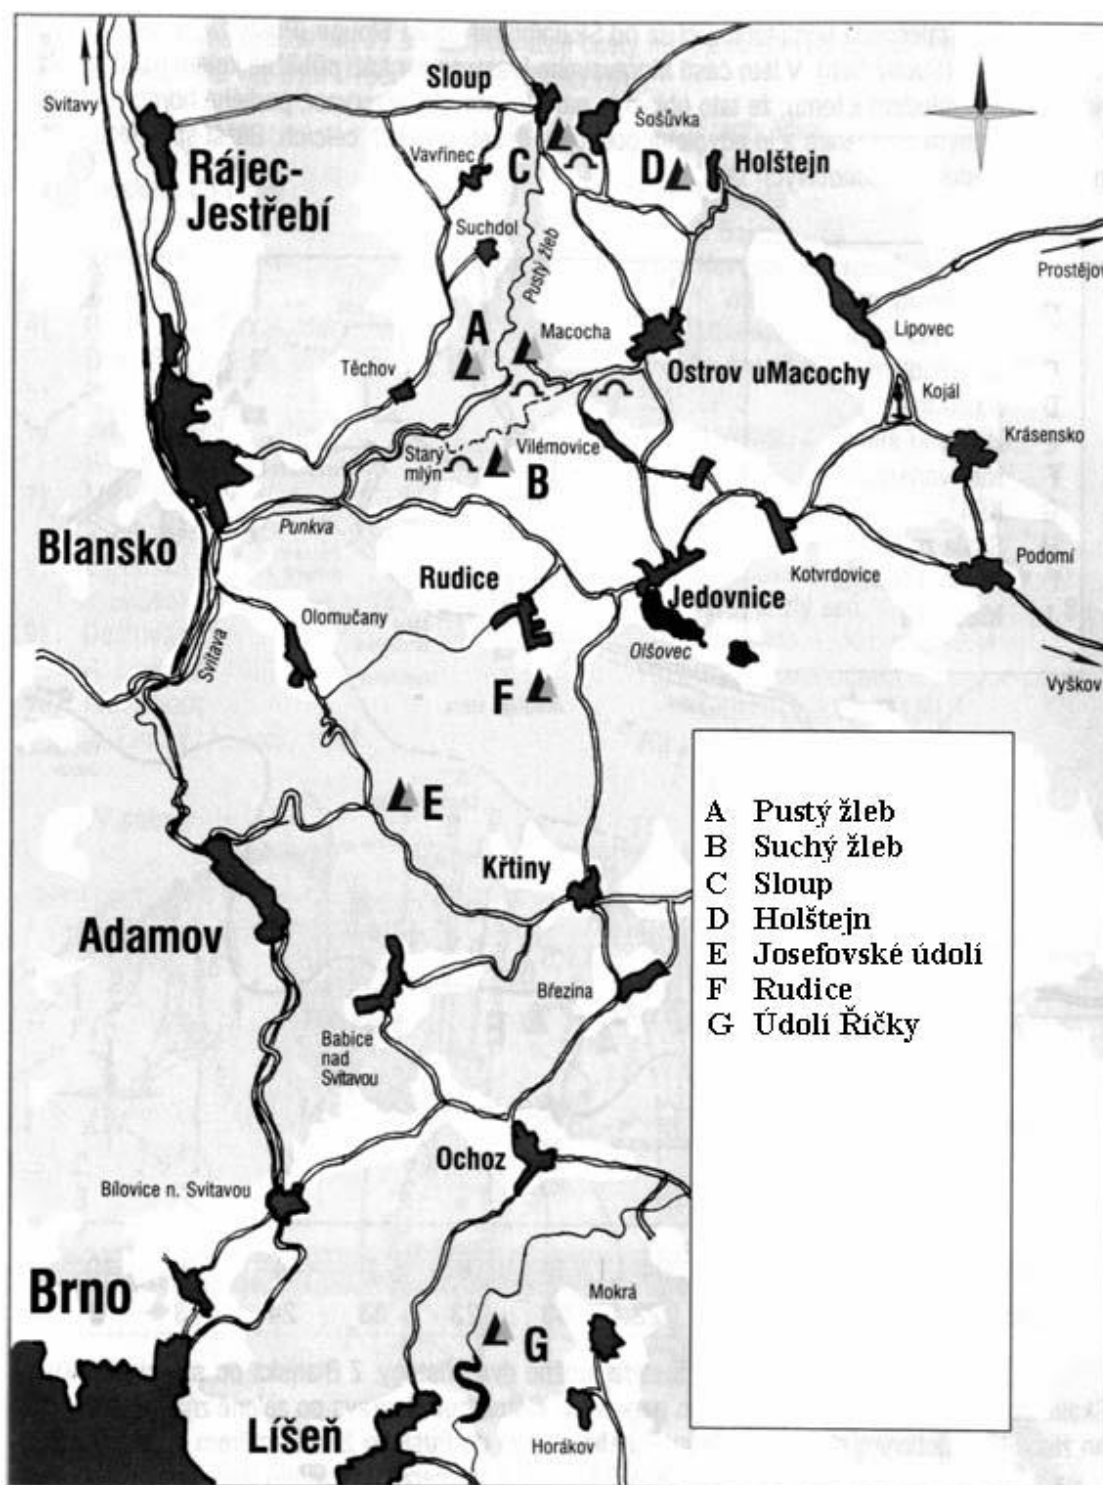 Svitavy
Sloup
Šošůvka
Rájec-
Jestřebí
Vavřinec
C
D
Holštejn
Suchdol
Pustý žleb
Prostějov
A
Macocha
Lipovec
Těchov
Ostrov uMacochy
Kojál
Krásensko
Starý
mlýn
Vilémovice
B
Punkva
Blansko
Rudice
Kotvrdovice
Podomí
Jedovnice
Olomučany
Svitava
Olšovec
Vyškov
F
E
Křtiny
Adamov
Březina
Babice
nad
Svitavou
Ochoz
Bílovice n. Svitavou
Brno
Mokrá
G
Líšeň
Horákov
A Pustý žleb
B Suchý žleb
C Sloup
D Holštejn
E Josefovské údolí
F Rudice
G Údolí Říčky